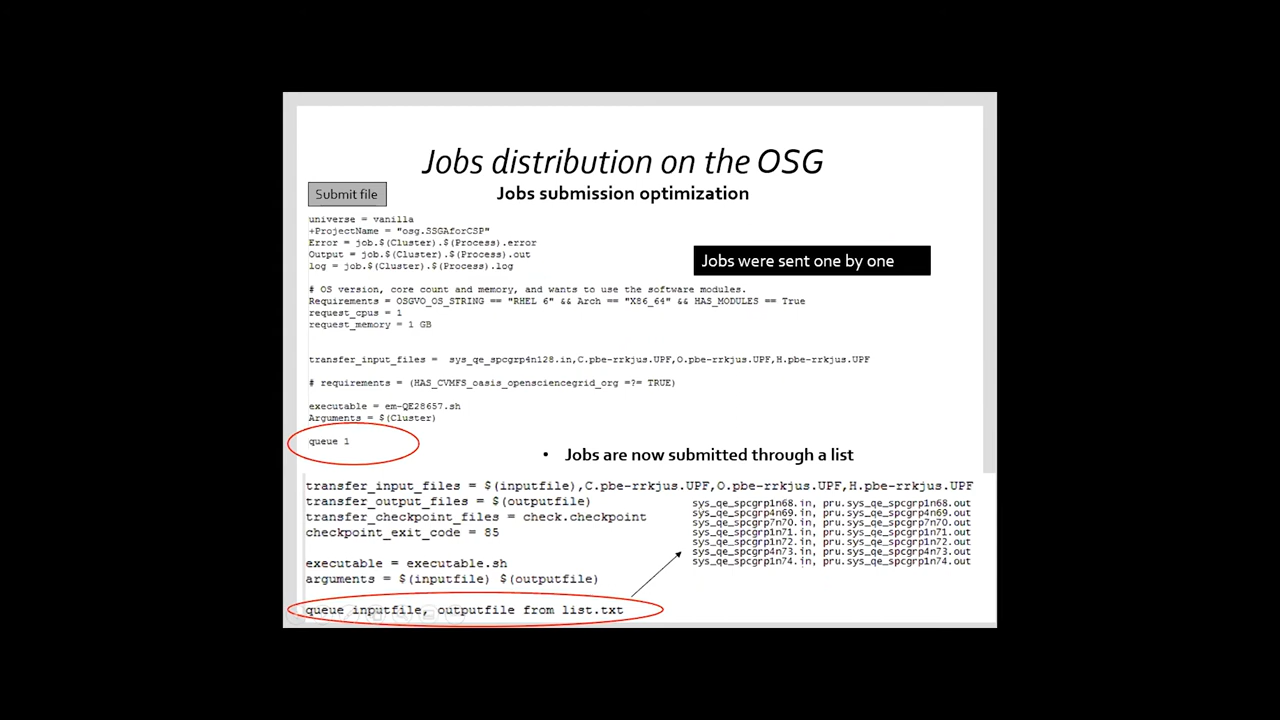 Jobs distribution on the OSG
Submit file
Jobs submission optimization
universe = vanilla
+ProjectName = "osg.SSGAforCSP"
Error = job.$(Cluster).$(Process).error
Output = job.$(Cluster).$(Process).out
log = job.$(Cluster).$(Process).log
Jobs were sent one by one
# OS version, core count and memory, and wants to use the software modules.
Requirements = OSGVO_OS_STRING == "RHEL 6" && Arch == "X86_64" && HAS_MODULES == True
request_cpus = 1
request_memory = 1 GB
transfer_input_files = sys_qe_spcgrp4n128.in,C.pbe-rrkjus.UPF,O.pbe-rrkjus.UPF,H.pbe-rrkjus.UPF
# requirements = (HAS_CVMFS_oasis_opensciencegrid_org =?= TRUE)
executable = em-QE28657.sh
Arguments = $(Cluster)
queue 1
• Jobs are now submitted through a list
transfer_input_files = $(inputfile),C.pbe-rrkjus.UPF,O.pbe-rrkjus.UPF,H.pbe-rrkjus.UPF
transfer_output_files = $(outputfile)
transfer_checkpoint_files = check.checkpoint
checkpoint_exit_code = 85
executable = executable.sh
arguments = $(inputfile) $(outputfile)
queue inputfile, outputfile from list.txt
sys_qe_spcgrp1n68.in, pru.sys_qe_spcgrp1n68.out
sys_qe_spcgrp4n69.in, pru.sys_qe_spcgrp4n69.out
sys_qe_spcgrp7n70.in, pru.sys_qe_spcgrp7n70.out
sys_qe_spcgrp1n71.in, pru.sys_qe_spcgrp1n71.out
sys_qe_spcgrp1n72.in, pru.sys_qe_spcgrp1n72.out
sys_qe_spcgrp4n73.in, pru.sys_qe_spcgrp4n73.out
sys_qe_spcgrp1n74.in, pru.sys_qe_spcgrp1n74.out